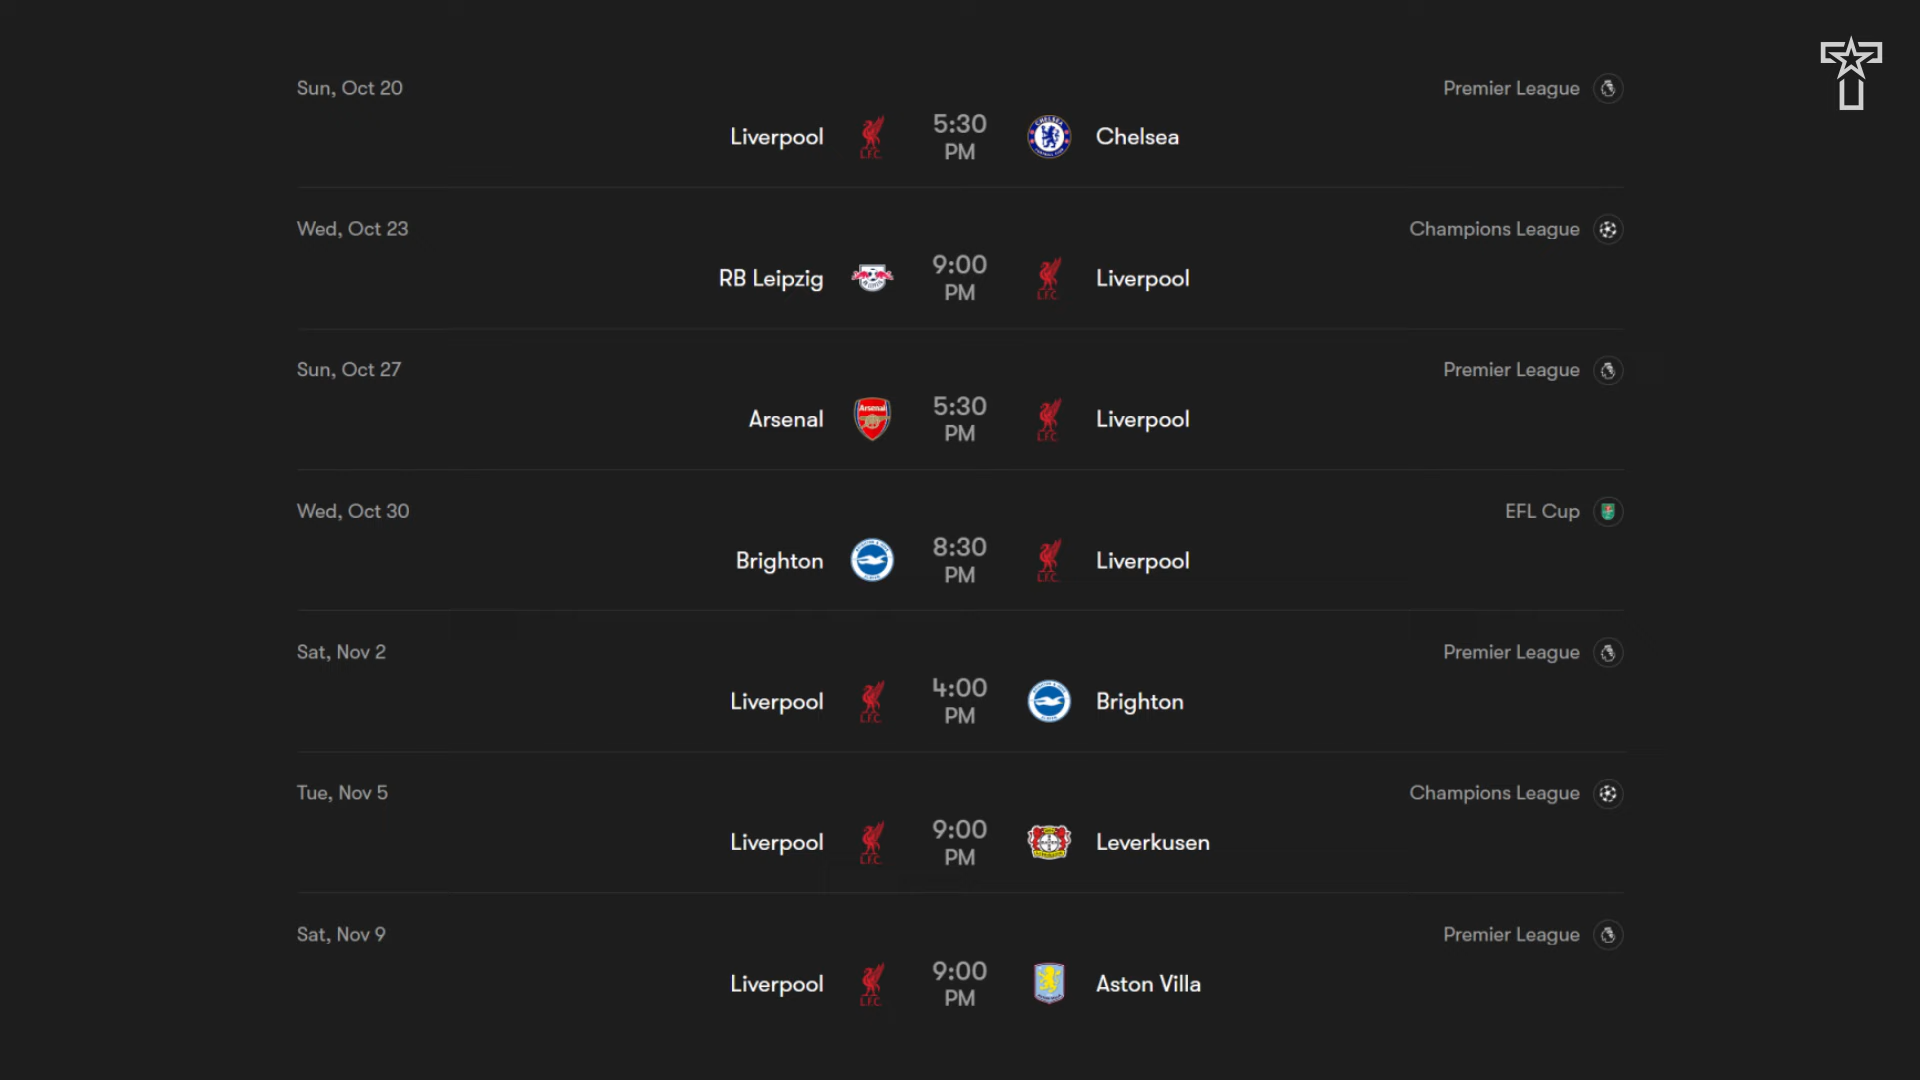 Sun, Oct 20
Premier League
Liverpool 5:30 PM Chelsea
Wed, Oct 23
Champions League
RB Leipzig 9:00 PM Liverpool
Sun, Oct 27
Premier League
Arsenal 5:30 PM Liverpool
Wed, Oct 30
EFL Cup
Brighton 8:30 PM Liverpool
Sat, Nov 2
Premier League
Liverpool 4:00 PM Brighton
Tue, Nov 5
Champions League
Liverpool 9:00 PM Leverkusen
Sat, Nov 9
Premier League
Liverpool 9:00 PM Aston Villa